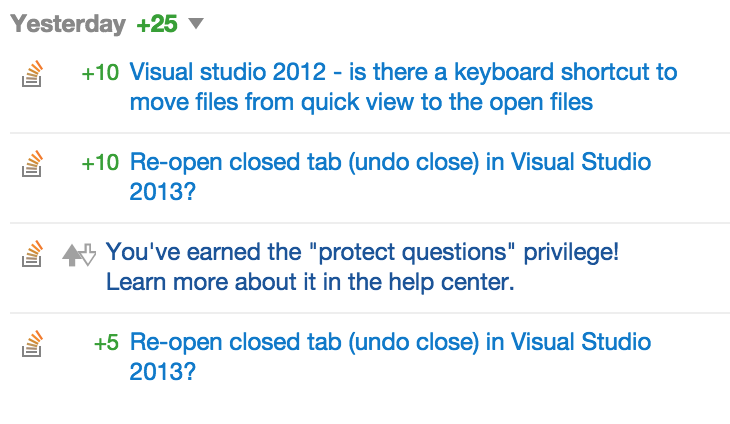 Yesterday +25
+10 Visual studio 2012 - is there a keyboard shortcut to
move files from quick view to the open files
+10 Re-open closed tab (undo close) in Visual Studio
2013?
You've earned the "protect questions" privilege!
Learn more about it in the help center.
+5 Re-open closed tab (undo close) in Visual Studio
2013?